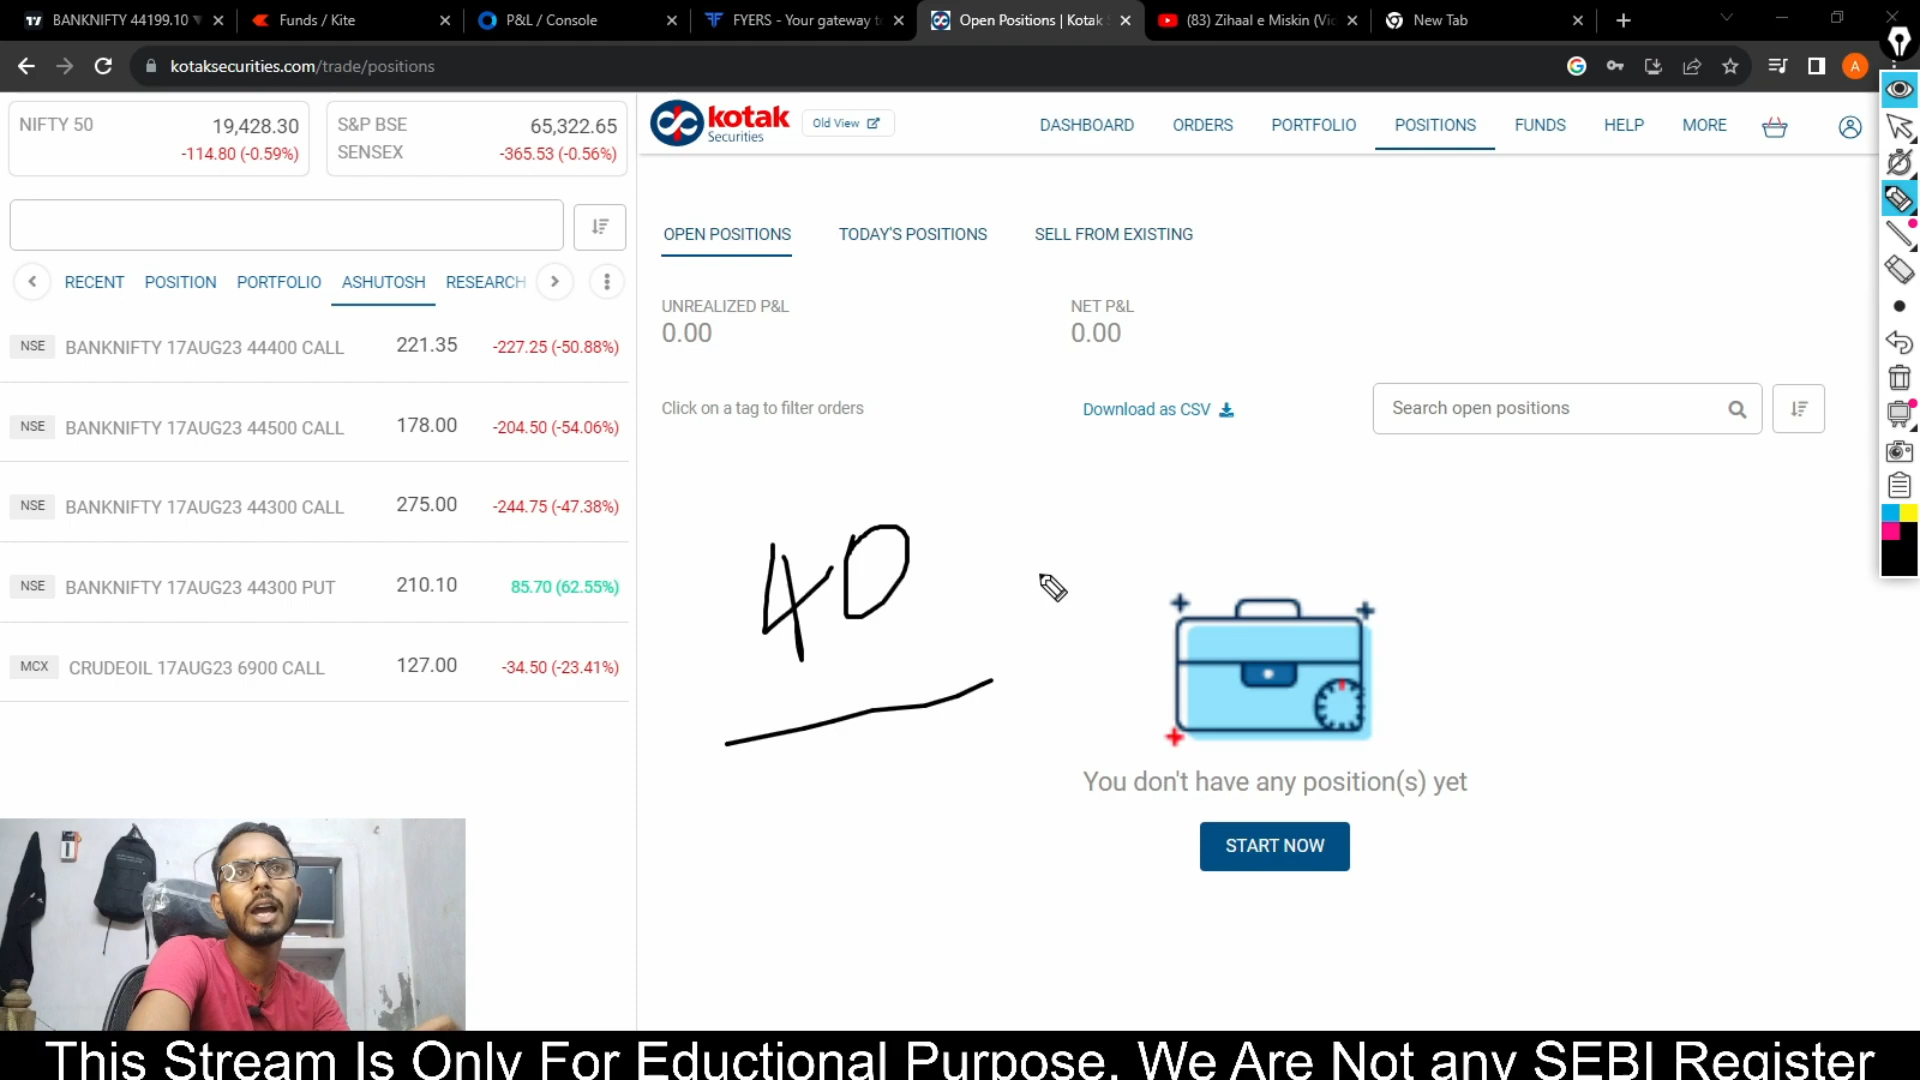 BANKNIFTY 44199.10
Funds / Kite
P&L / Console
FYERS - Your gateway t
Open Positions | Kotak S
(83) Zihaal e Miskin (Vi
New Tab
kotaksecurities.com/trade/positions
A
NIFTY 50
19,428.30
-114.80 (-0.59%)
S&P BSE
SENSEX
65,322.65
-365.53 (-0.56%)
kotak
Securities
Old View
DASHBOARD
ORDERS
PORTFOLIO
POSITIONS
FUNDS
HELP
MORE
RECENT
POSITION
PORTFOLIO
ASHUTOSH
RESEARCH
NSE BANKNIFTY 17AUG23 44400 CALL 221.35 -227.25 (-50.88%)
NSE BANKNIFTY 17AUG23 44500 CALL 178.00 -204.50 (-54.06%)
NSE BANKNIFTY 17AUG23 44300 CALL 275.00 -244.75 (-47.38%)
NSE BANKNIFTY 17AUG23 44300 PUT 210.10 85.70 (62.55%)
MCX CRUDEOIL 17AUG23 6900 CALL 127.00 -34.50 (-23.41%)
OPEN POSITIONS
TODAY'S POSITIONS
SELL FROM EXISTING
UNREALIZED P&L
0.00
NET P&L
0.00
Click on a tag to filter orders
Download as CSV
Search open positions
40
You don't have any position(s) yet
START NOW
This Stream Is Only For Eductional Purpose. We Are Not any SEBI Register